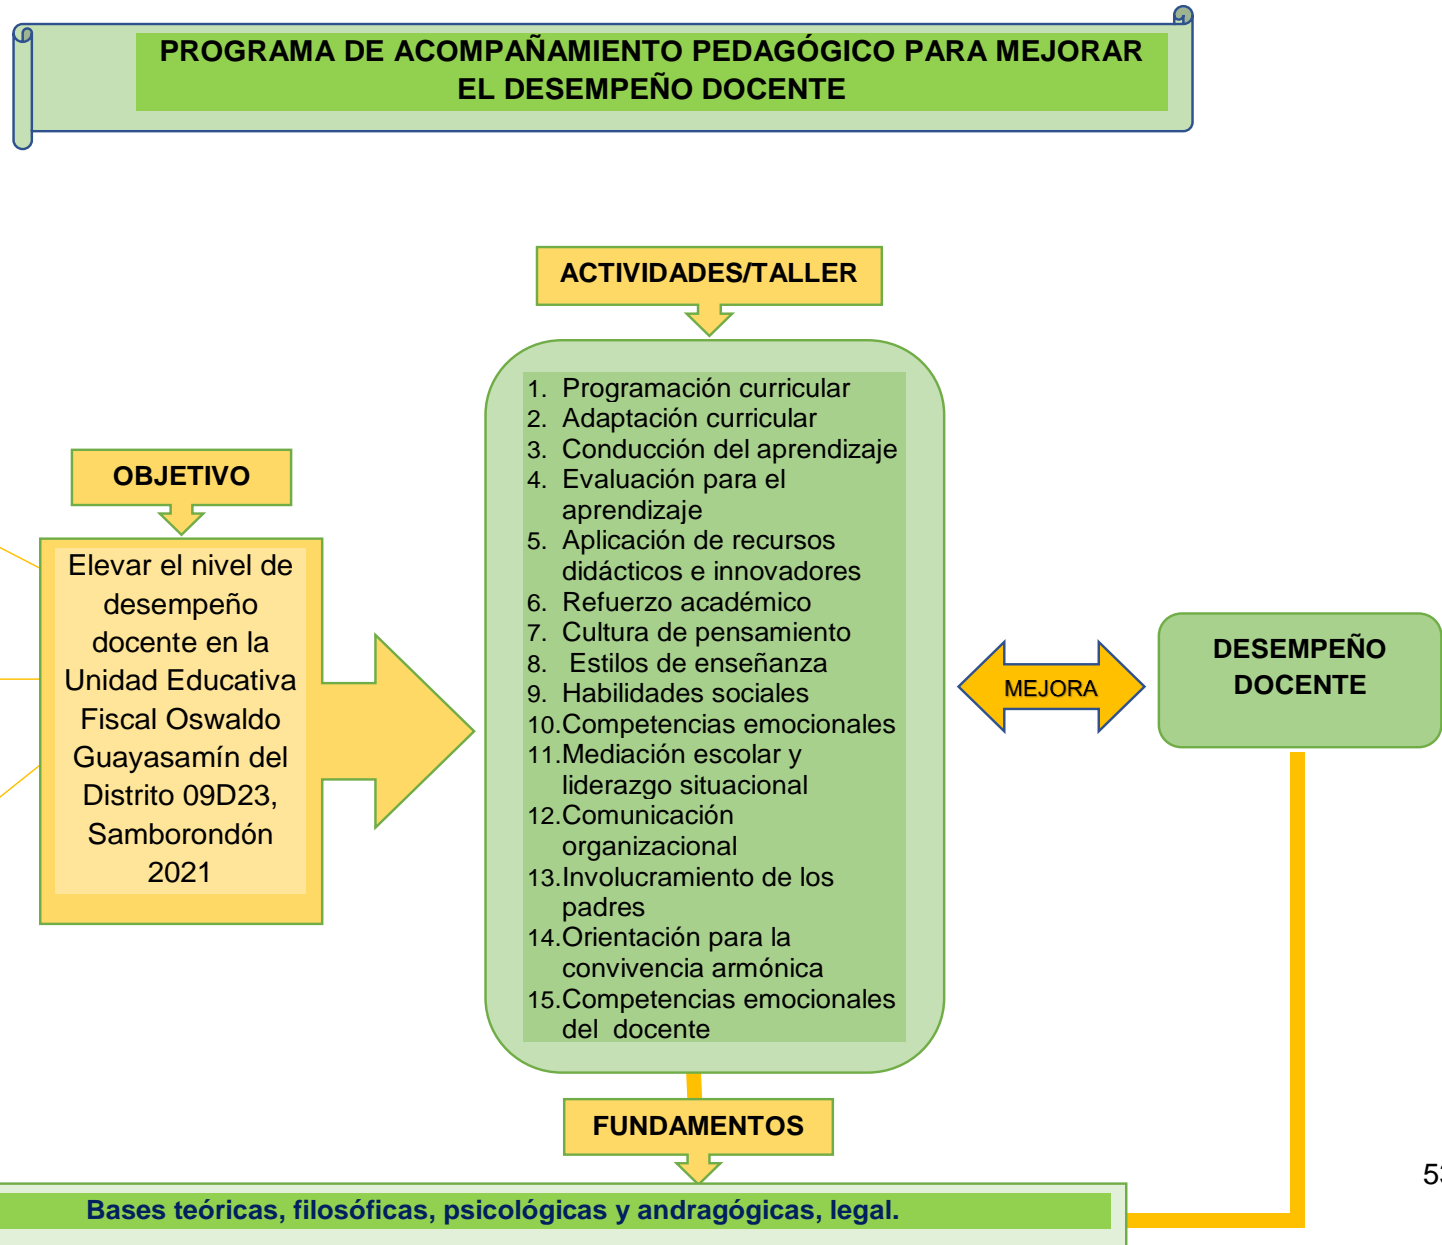 PROGRAMA DE ACOMPAÑAMIENTO PEDAGÓGICO PARA MEJORAR
EL DESEMPEÑO DOCENTE
ACTIVIDADES/TALLER
1. Programación curricular
2. Adaptación curricular
3. Conducción del aprendizaje
4. Evaluación para el
aprendizaje
5. Aplicación de recursos
didácticos e innovadores
6. Refuerzo académico
7. Cultura de pensamiento
8. Estilos de enseñanza
9. Habilidades sociales
10.Competencias emocionales
11.Mediación escolar y
liderazgo situacional
12.Comunicación
organizacional
13.Involucramiento de los
padres
14.Orientación para la
convivencia armónica
15.Competencias emocionales
del docente
OBJETIVO
Elevar el nivel de
desempeño
docente en la
Unidad Educativa
Fiscal Oswaldo
Guayasamín del
Distrito 09D23,
Samborondón
2021
MEJORA
DESEMPEÑO
DOCENTE
FUNDAMENTOS
Bases teóricas, filosóficas, psicológicas y andragógicas, legal.